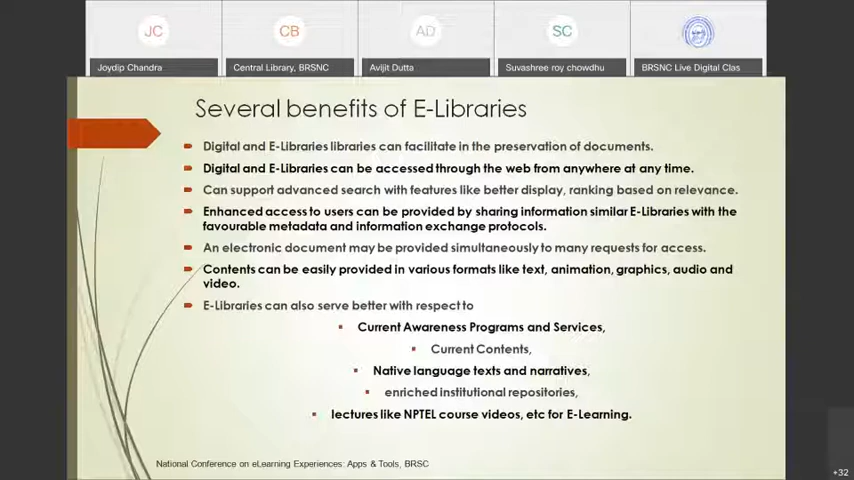 JC
CB
AD
SC
Joydip Chandra
Central Library, BRSNC
Avijit Dutta
Suvashree roy chowdhu
BRSNC Live Digital Clas
Several benefits of E-Libraries
Digital and E-Libraries libraries can facilitate in the preservation of documents.
Digital and E-Libraries can be accessed through the web from anywhere at any time.
Can support advanced search with features like better display, ranking based on relevance.
Enhanced access to users can be provided by sharing information similar E-Libraries with the
favourable metadata and information exchange protocols.
An electronic document may be provided simultaneously to many requests for access.
Contents can be easily provided in various formats like text, animation, graphics, audio and
video.
E-Libraries can also serve better with respect to
Current Awareness Programs and Services,
Current Contents,
Native language texts and narratives,
enriched institutional repositories,
lectures like NPTEL course videos, etc for E-Learning.
National Conference on eLearning Experiences: Apps & Tools, BRSC
+32